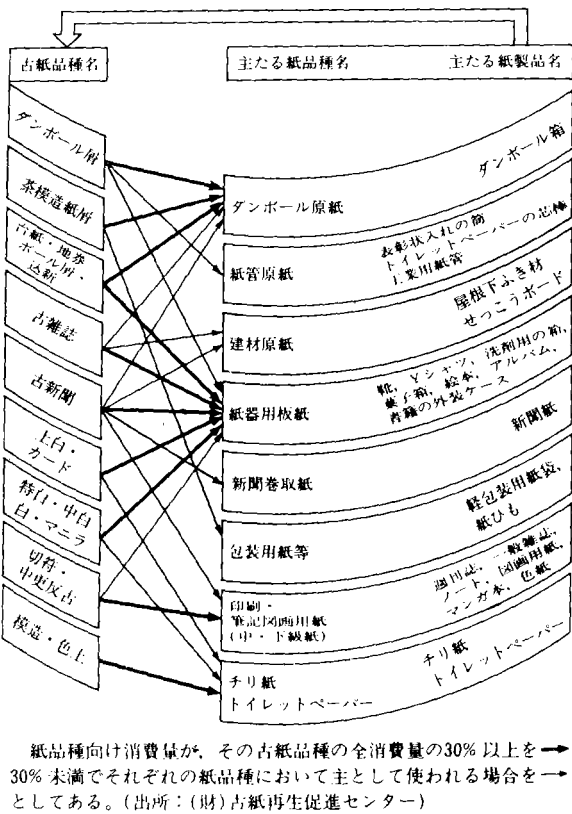 古紙品種名
主たる紙品種名 主たる紙製品名
ダンボール屑
茶模造紙屑
古紙・地券
ボール屑・
込新
古雑誌
古新聞
上白・
カード
特白・中白
白・マニラ
切符・
中更反古
模造・色上
ダンボール原紙
ダンボール箱
紙管原紙
表彰状入れの筒
トイレットペーパーの芯棒
工業用紙管
建材原紙
屋根下ふき材
せっこうボード
紙器用板紙
靴,Yシャツ,洗剤用の箱,
菓子箱,絵本,アルバム,
書籍の外装ケース
新聞巻取紙
新聞紙
包装用紙等
軽包装用紙袋,
紙ひも
印刷・
筆記図画用紙
(中・下級紙)
週刊誌,一般雑誌,
ノート,図画用紙,
マンガ本,色紙
チリ紙
トイレットペーパー
チリ紙
トイレットペーパー
紙品種向け消費量が,その古紙品種の全消費量の30%以上を→
30%未満でそれぞれの紙品種において主として使われる場合を→
としてある。(出所:(財)古紙再生促進センター)